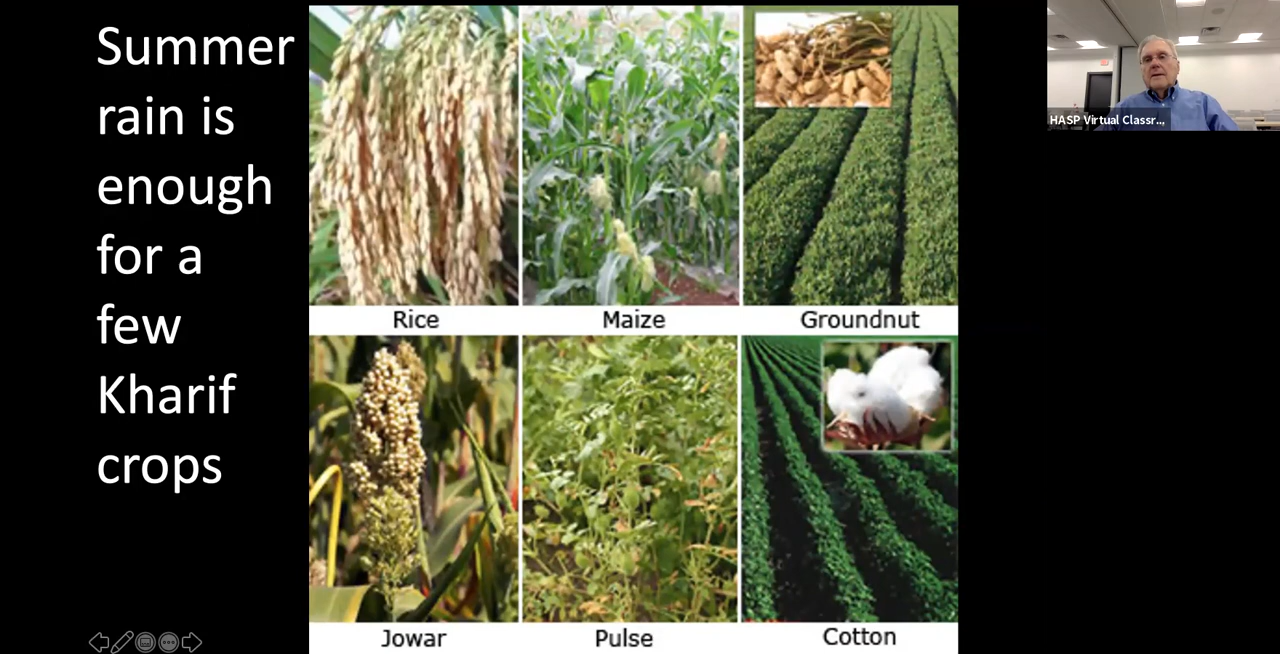 Summer
rain is
enough
for a
few
Kharif
crops
Rice
Maize
Groundnut
Jowar
Pulse
Cotton
HASP Virtual Classr...,